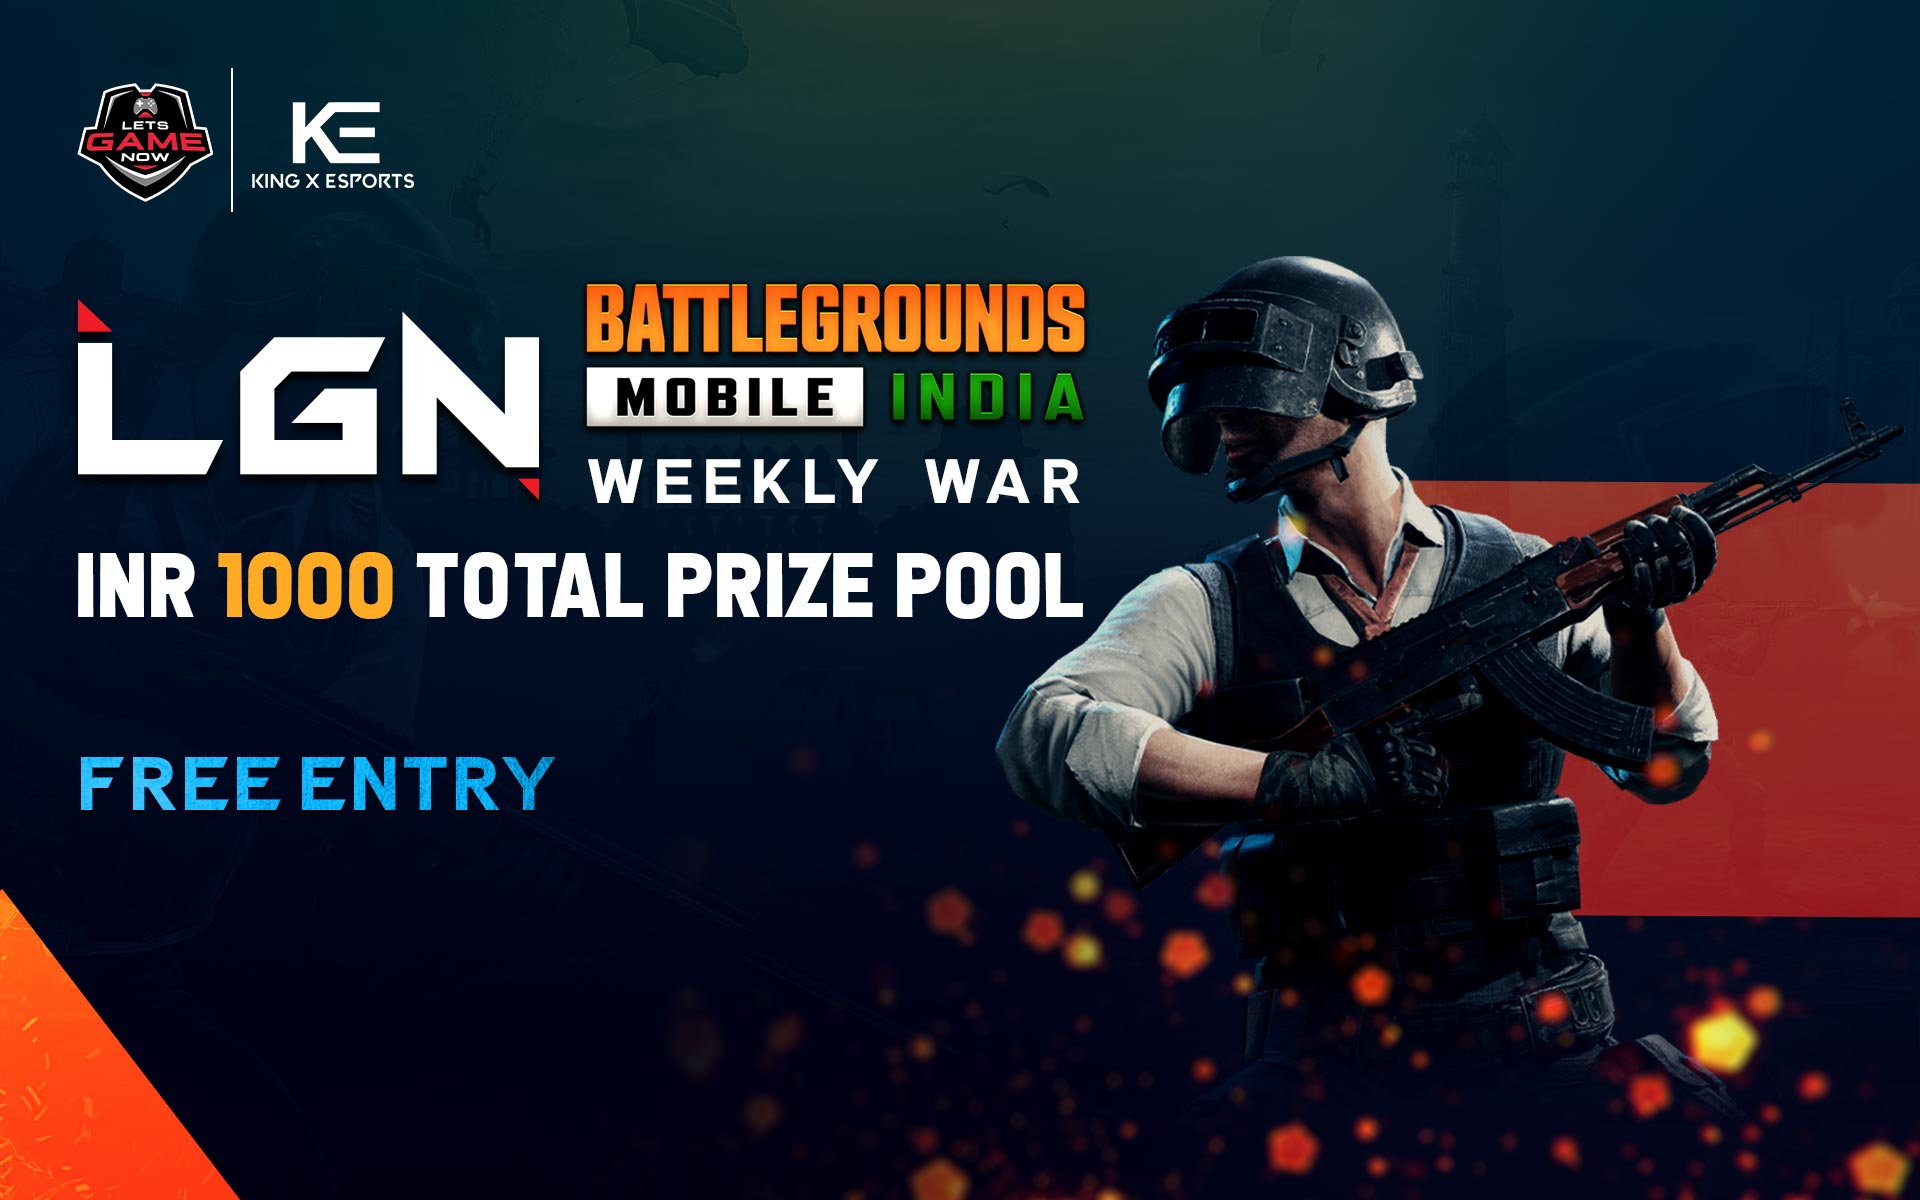 LETS
GAME
NOW
KE
KING X ESPORTS
LGN
BATTLEGROUNDS
MOBILE INDIA
WEEKLY WAR
INR 1000 TOTAL PRIZE POOL
FREE ENTRY